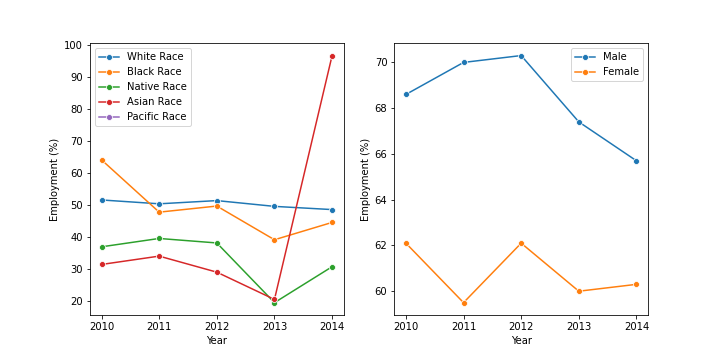 100
90
80
70
60
50
40
30
20
Employment (%)
2010 2011 2012 2013 2014
Year
White Race
Black Race
Native Race
Asian Race
Pacific Race
70
68
66
64
62
60
Employment (%)
2010 2011 2012 2013 2014
Year
Male
Female